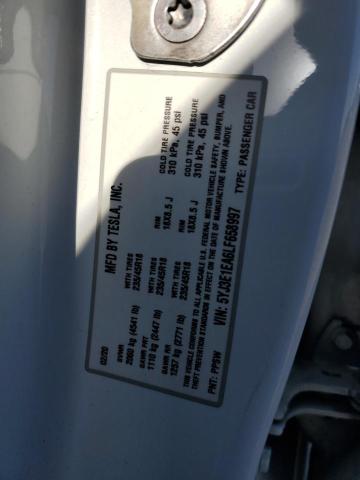 MFD BY TESLA, INC.
02/20
GVWR
2060 kg (4541 lb)
GAWR FRT WITH TIRES RIM COLD TIRE PRESSURE
1110 kg (2447 lb) 235/45R18 18X8.5 J 310 kPa, 45 psi
GAWR RR WITH TIRES RIM COLD TIRE PRESSURE
1257 kg (2771 lb) 235/45R18 18X8.5 J 310 kPa, 45 psi
THIS VEHICLE CONFORMS TO ALL APPLICABLE U.S. FEDERAL MOTOR VEHICLE SAFETY, BUMPER, AND
THEFT PREVENTION STANDARDS IN EFFECT ON THE DATE OF MANUFACTURE SHOWN ABOVE.
VIN: 5YJ3E1EA6LF658997 TYPE: PASSENGER CAR
PNT: PPSW